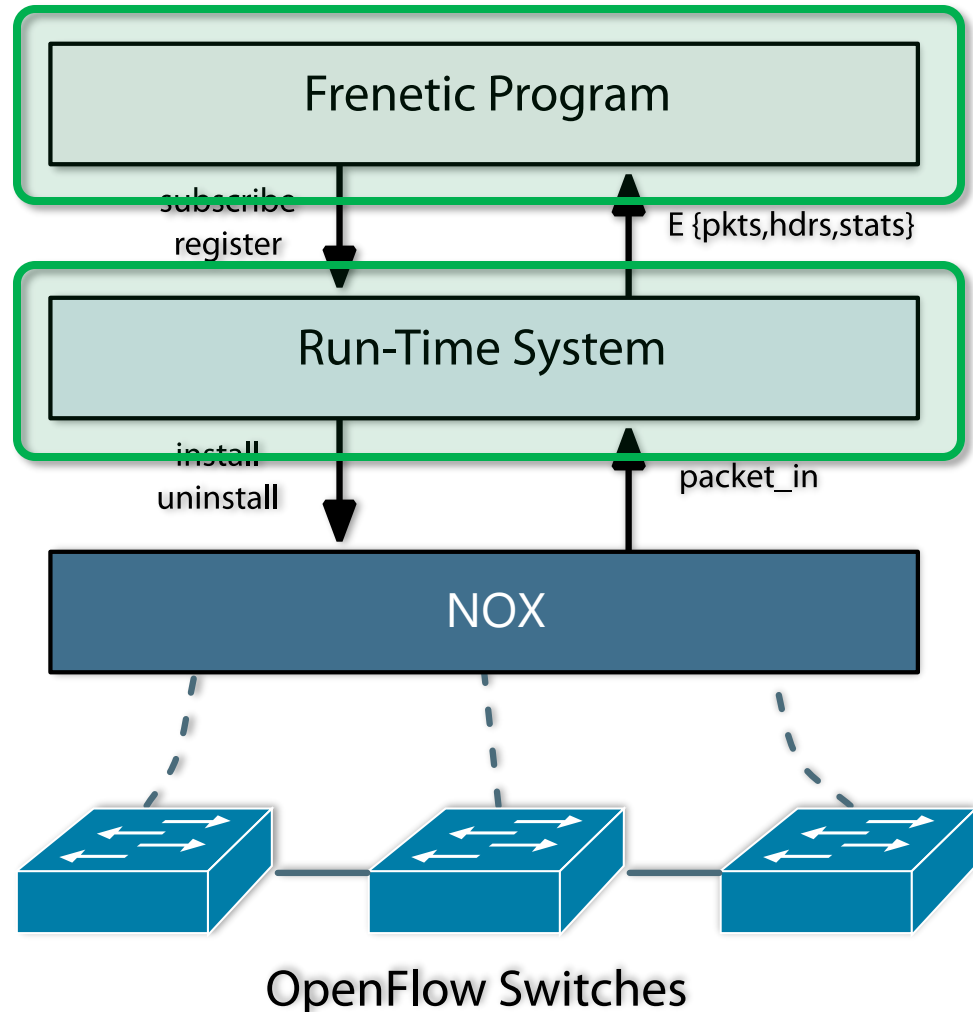 Frenetic Program
subscribe
register
E {pkts,hdrs,stats}
Run-Time System
install
uninstall
packet_in
NOX
OpenFlow Switches